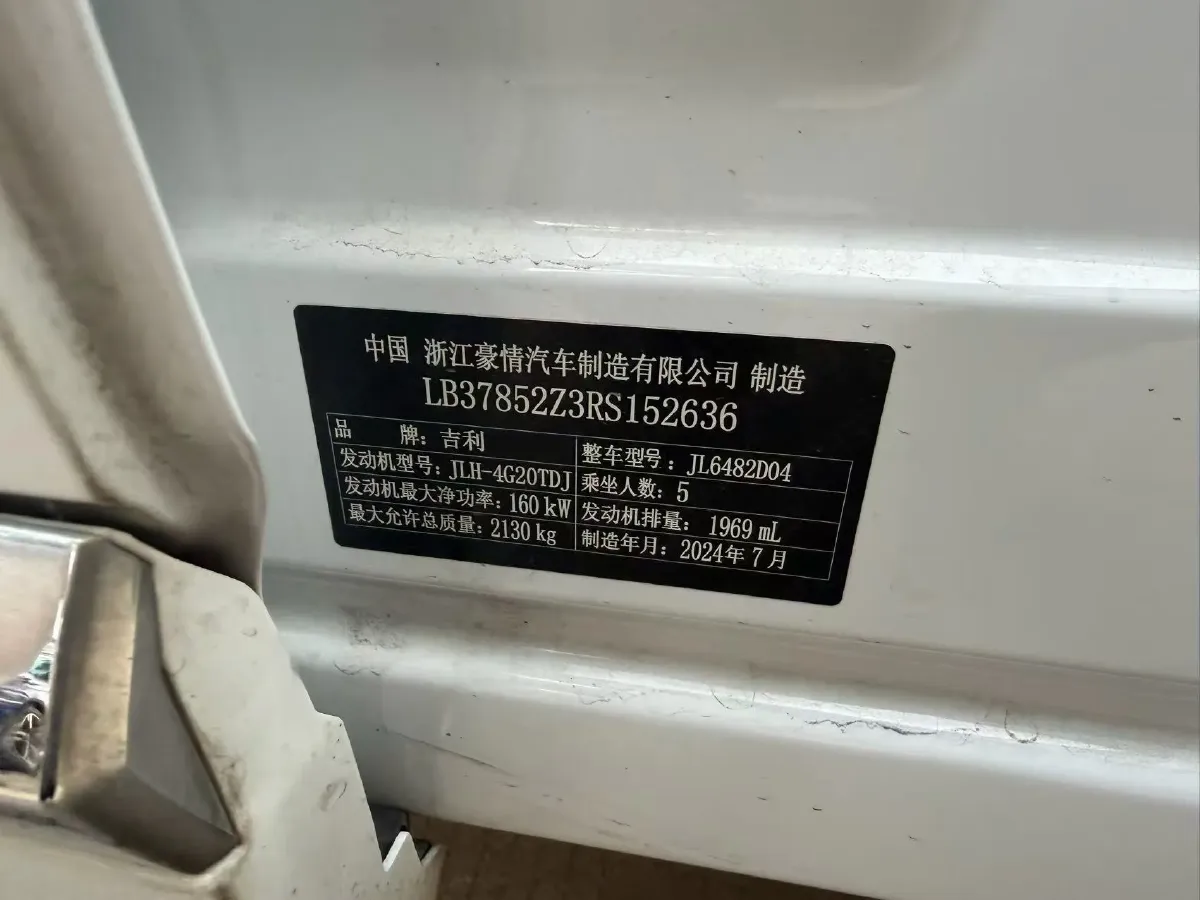 中国 浙江豪情汽车制造有限公司 制造
LB37852Z3RS152636
品 牌：吉利 整车型号：JL6482D04
发动机型号：JLH-4G20TDJ 乘坐人数：5
发动机最大净功率：160 kW 发动机排量：1969 mL
最大允许总质量：2130 kg 制造年月：2024年 7 月